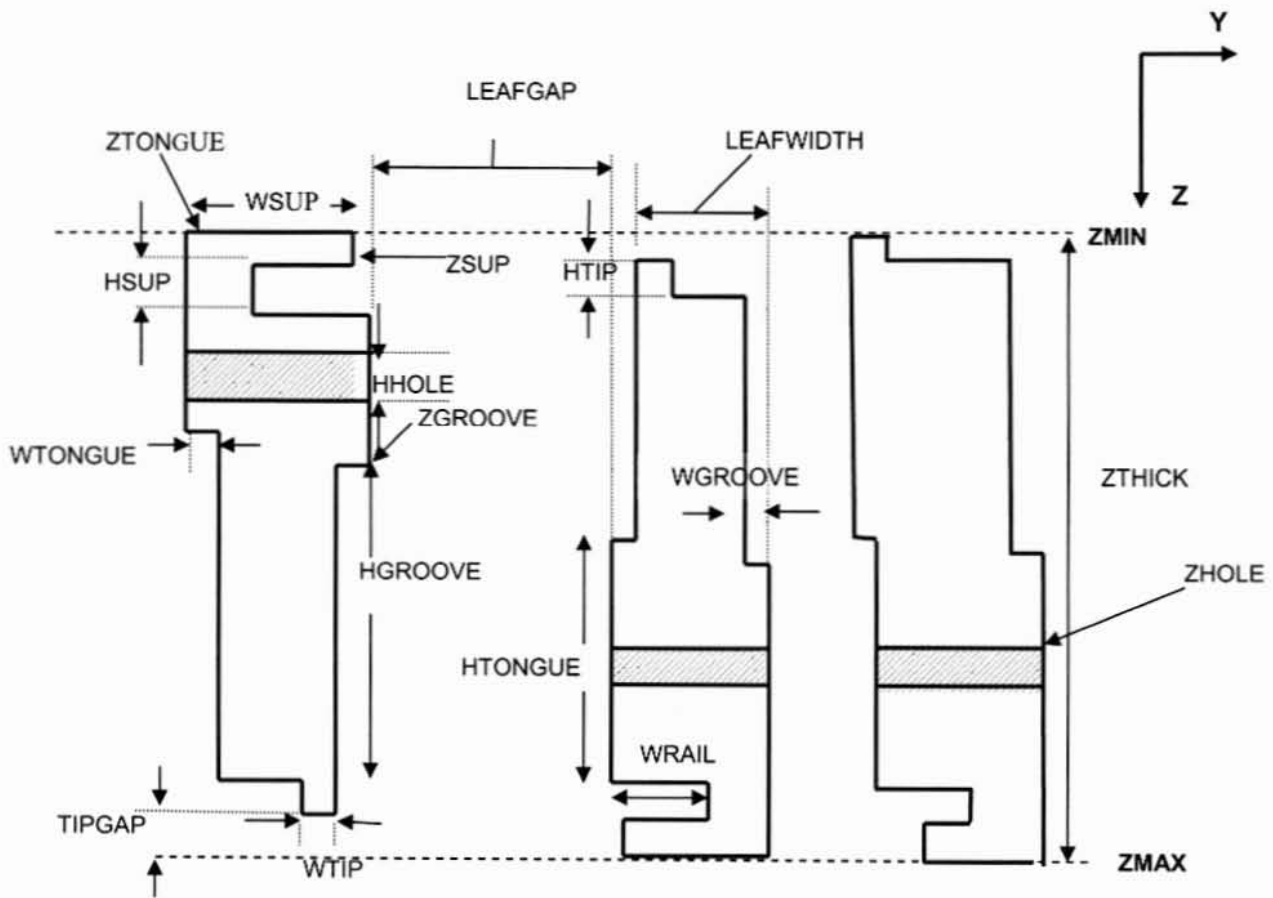 Y
LEAFGAP
ZTONGUE
LEAFWIDTH
WSUP
Z
ZMIN
HSUP
ZSUP
HTIP
HHOLE
ZGROOVE
WTONGUE
WGROOVE
ZTHICK
HGROOVE
ZHOLE
HTONGUE
WRAIL
TIPGAP
WTIP
ZMAX